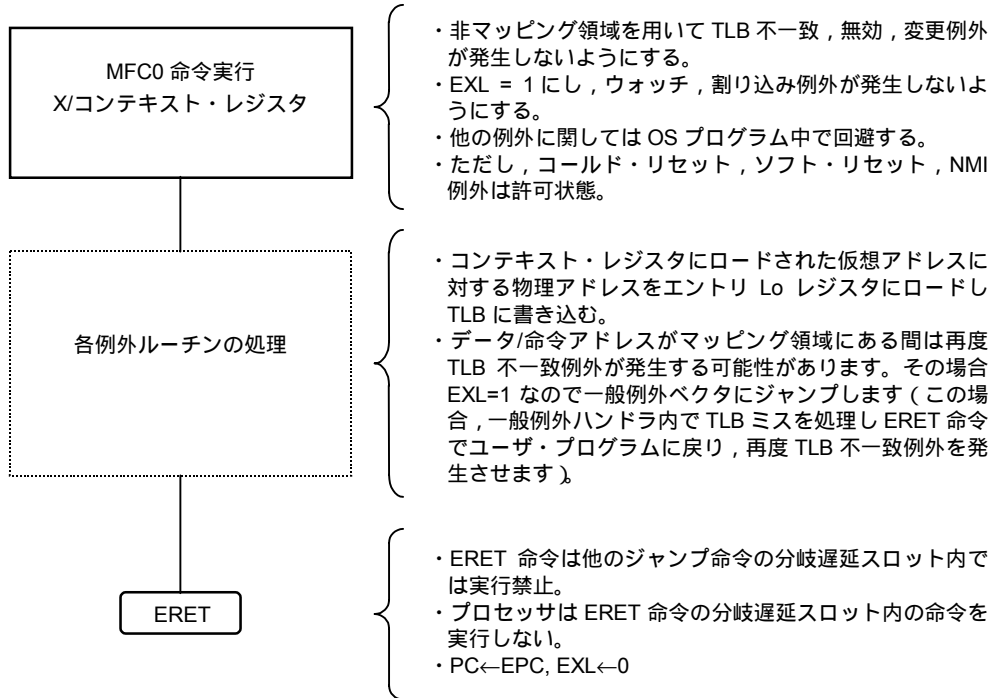 MFC0 命令実行
X/コンテキスト・レジスタ
・非マッピング領域を用いて TLB 不一致，無効，変更例外
が発生しないようにする。
・EXL = 1 にし，ウォッチ，割り込み例外が発生しないよ
うにする。
・他の例外に関しては OS プログラム中で回避する。
・ただし，コールド・リセット，ソフト・リセット，NMI
例外は許可状態。
各例外ルーチンの処理
・コンテキスト・レジスタにロードされた仮想アドレスに
対する物理アドレスをエントリ Lo レジスタにロードし
TLB に書き込む。
・データ/命令アドレスがマッピング領域にある間は再度
TLB 不一致例外が発生する可能性があります。その場合
EXL=1 なので一般例外ベクタにジャンプします（この場
合，一般例外ハンドラ内で TLB ミスを処理し ERET 命令
でユーザ・プログラムに戻り，再度 TLB 不一致例外を発
生させます）。
ERET
・ERET 命令は他のジャンプ命令の分岐遅延スロット内で
は実行禁止。
・プロセッサは ERET 命令の分岐遅延スロット内の命令を
実行しない。
・PC←EPC, EXL←0